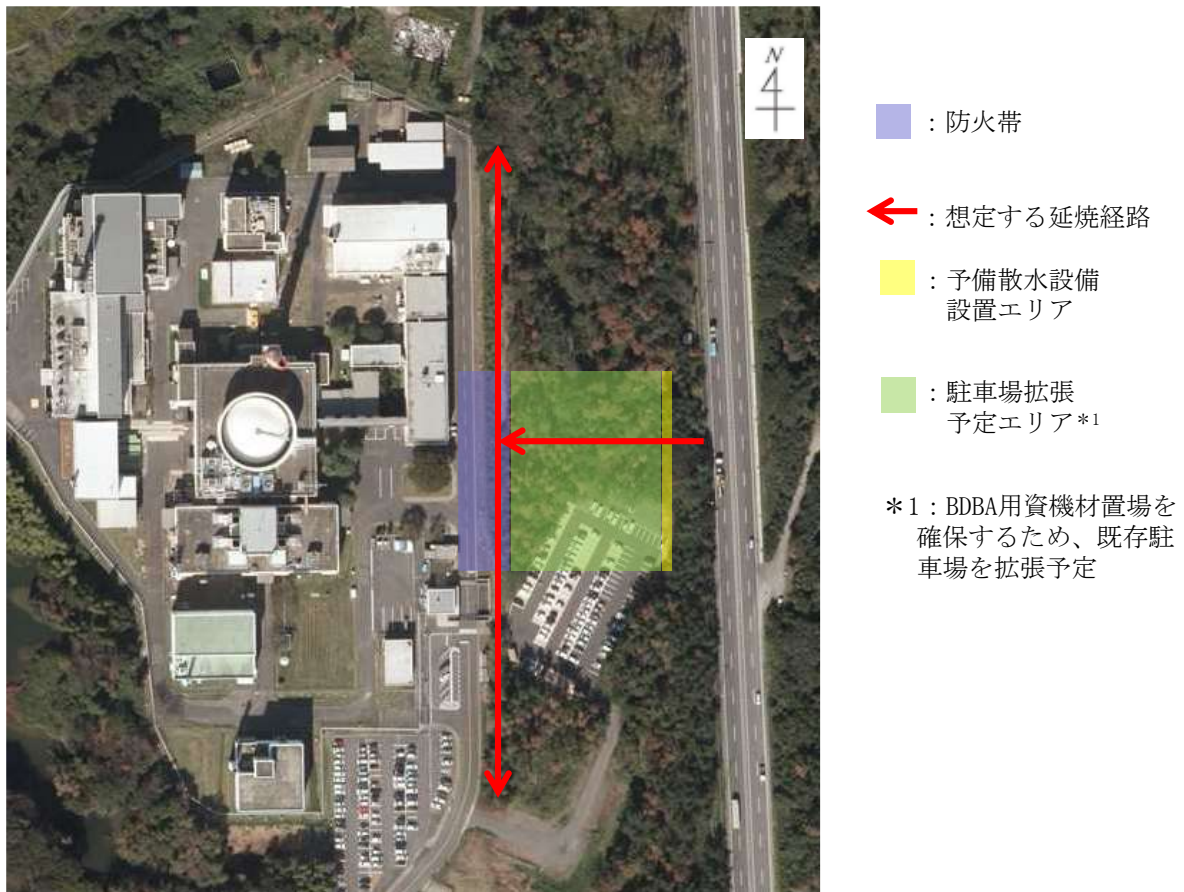 N
：防火帯
：想定する延焼経路
：予備散水設備
設置エリア
：駐車場拡張
予定エリア*1
*1：BDBA用資機材置場を
確保するため、既存駐
車場を拡張予定